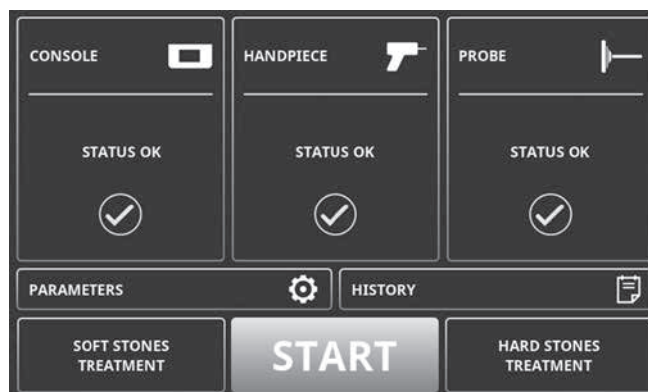 CONSOLE
HANDPIECE
PROBE
STATUS OK
STATUS OK
STATUS OK
PARAMETERS
HISTORY
SOFT STONES
TREATMENT
START
HARD STONES
TREATMENT